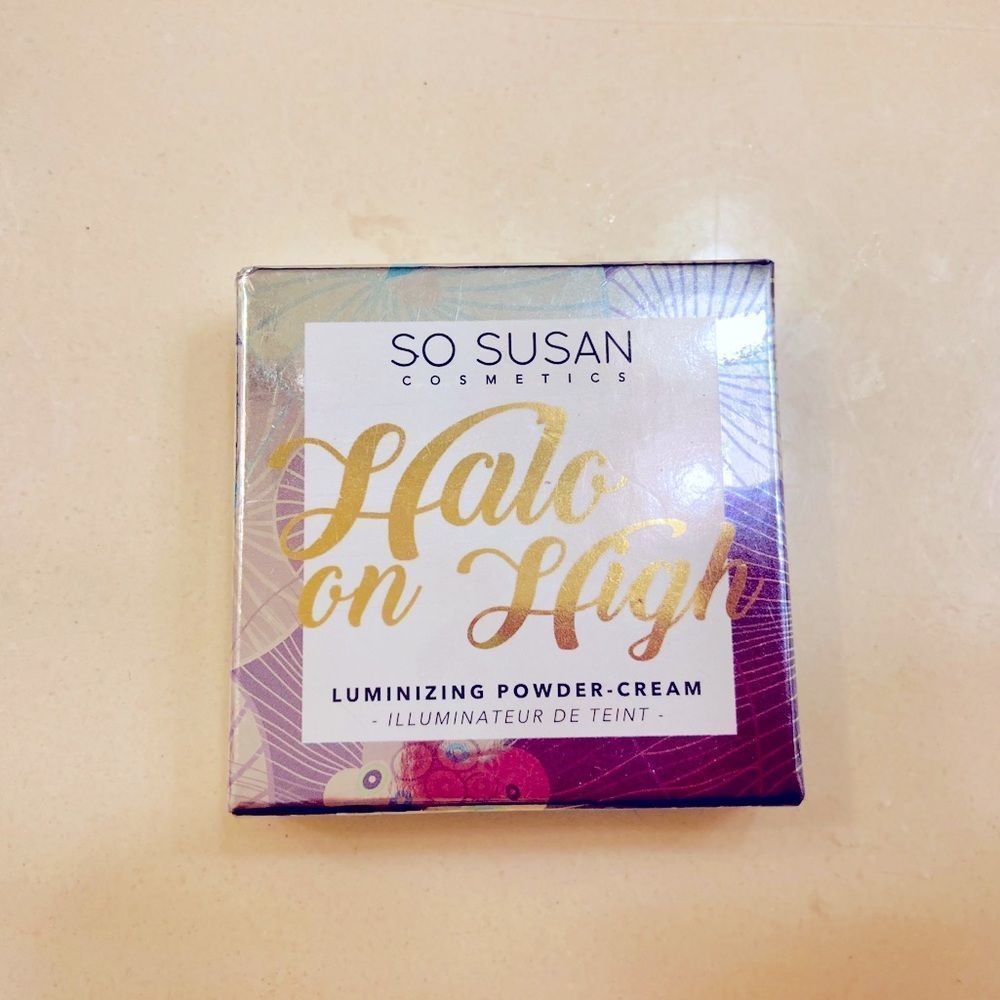 SO SUSAN
COSMETICS
Halo
on High
LUMINIZING POWDER-CREAM
- ILLUMINATEUR DE TEINT -